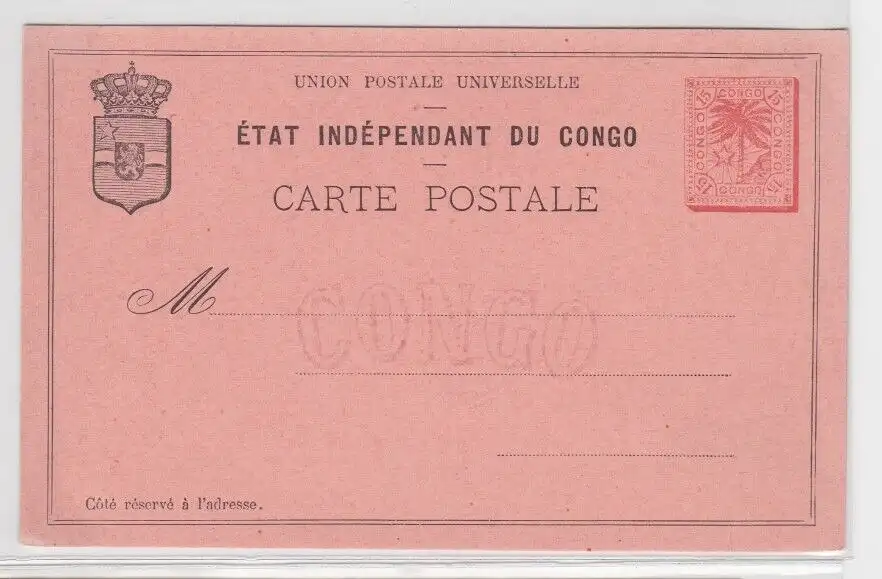 UNION POSTALE UNIVERSELLE
ÉTAT INDÉPENDANT DU CONGO
CARTE POSTALE
15 CONGO 15
CONGO
CONGO
15 CONGO 15
M
CONGO
Côté réservé à l'adresse.